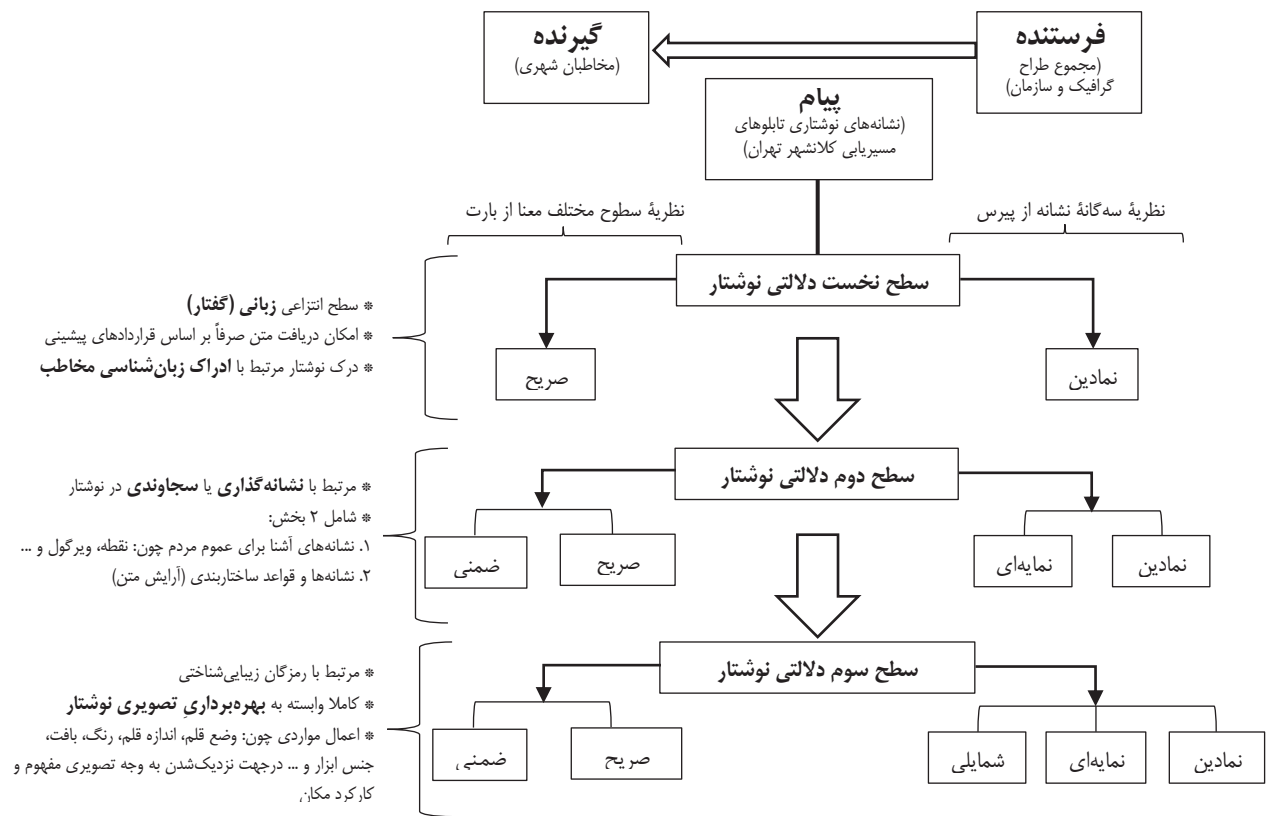 فرستنده
(مجموع طراح
گرافیک و سازمان)
گیرنده
(مخاطبان شهری)
پیام
(نشانه‌های نوشتاری تابلوهای
مسیریابی کلانشهر تهران)
نظریۀ سه‌گانۀ نشانه از پیرس
نظریۀ سطوح مختلف معنا از بارت
سطح نخست دلالتی نوشتار
نمادین
صریح
* سطح انتزاعی زبانی (گفتار)
* امکان دریافت متن صرفاً بر اساس قراردادهای پیشینی
* درک نوشتار مرتبط با ادراک زبان‌شناسی مخاطب
سطح دوم دلالتی نوشتار
نمادین
نمایه‌ای
صریح
ضمنی
* مرتبط با نشانه‌گذاری یا سجاوندی در نوشتار
* شامل ۲ بخش:
۱. نشانه‌های آشنا برای عموم مردم چون: نقطه، ویرگول و ...
۲. نشانه‌ها و قواعد ساختاربندی (آرایش متن)
سطح سوم دلالتی نوشتار
نمادین
نمایه‌ای
شمایلی
صریح
ضمنی
* مرتبط با رمزگان زیبایی‌شناختی
* کاملا وابسته به بهره‌برداریِ تصویری نوشتار
* اعمال مواردی چون: وضع قلم، اندازه قلم، رنگ، بافت،
جنس ابزار و ... درجهت نزدیک‌شدن به وجه تصویری مفهوم و
کارکرد مکان